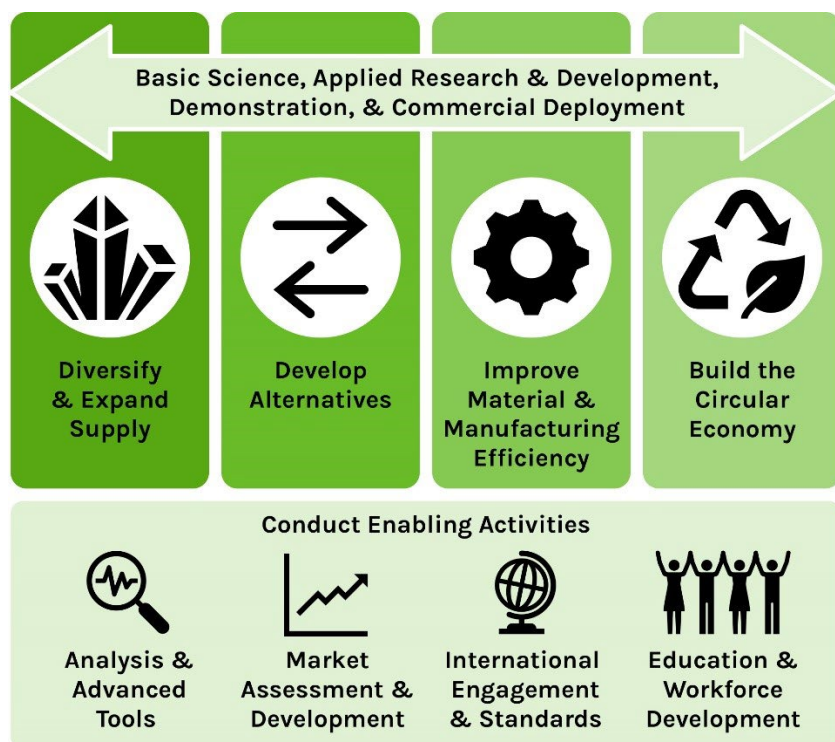 Basic Science, Applied Research & Development,
Demonstration, & Commercial Deployment
Diversify
& Expand
Supply
Develop
Alternatives
Improve
Material &
Manufacturing
Efficiency
Build the
Circular
Economy
Conduct Enabling Activities
Analysis &
Advanced
Tools
Market
Assessment &
Development
International
Engagement
& Standards
Education &
Workforce
Development